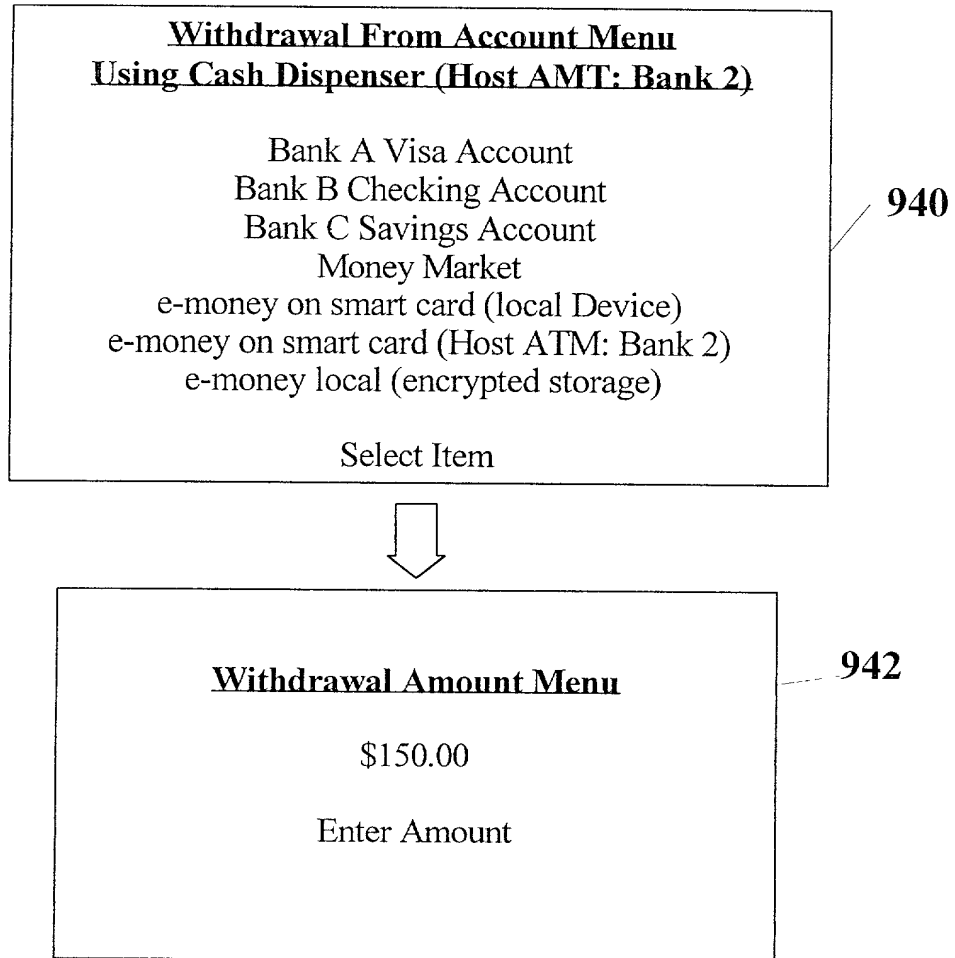 Withdrawal From Account Menu
Using Cash Dispenser (Host AMT: Bank 2)
Bank A Visa Account
Bank B Checking Account
Bank C Savings Account
Money Market
e-money on smart card (local Device)
e-money on smart card (Host ATM: Bank 2)
e-money local (encrypted storage)
Select Item
940
Withdrawal Amount Menu
$150.00
Enter Amount
942